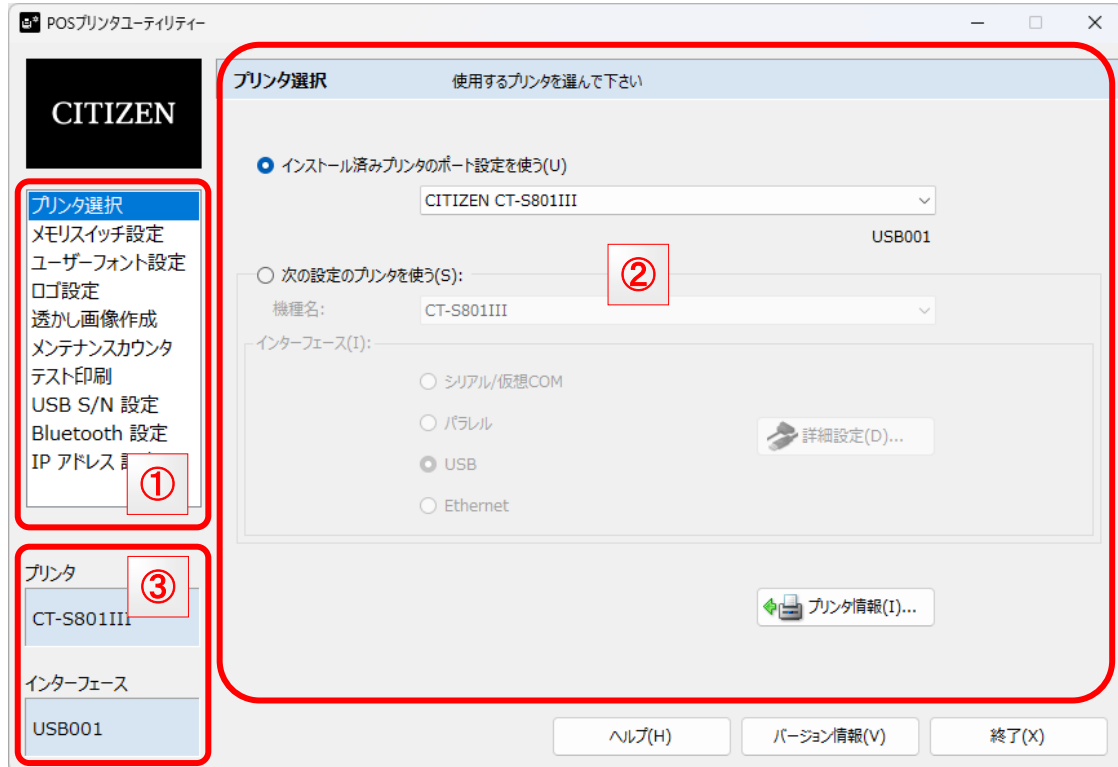 POSプリンタユーティリティー
CITIZEN
プリンタ選択
メモリスイッチ設定
ユーザーフォント設定
ロゴ設定
透かし画像作成
メンテナンスカウンタ
テスト印刷
USB S/N 設定
Bluetooth 設定
IP アドレス
①
プリンタ
③
CT-S801III
インターフェース
USB001
プリンタ選択 使用するプリンタを選んで下さい
インストール済みプリンタのポート設定を使う(U)
CITIZEN CT-S801III
USB001
②
次の設定のプリンタを使う(S):
機種名: CT-S801III
インターフェース(I):
シリアル/仮想COM
パラレル
詳細設定(D)...
USB
Ethernet
プリンタ情報(I)...
ヘルプ(H) バージョン情報(V) 終了(X)